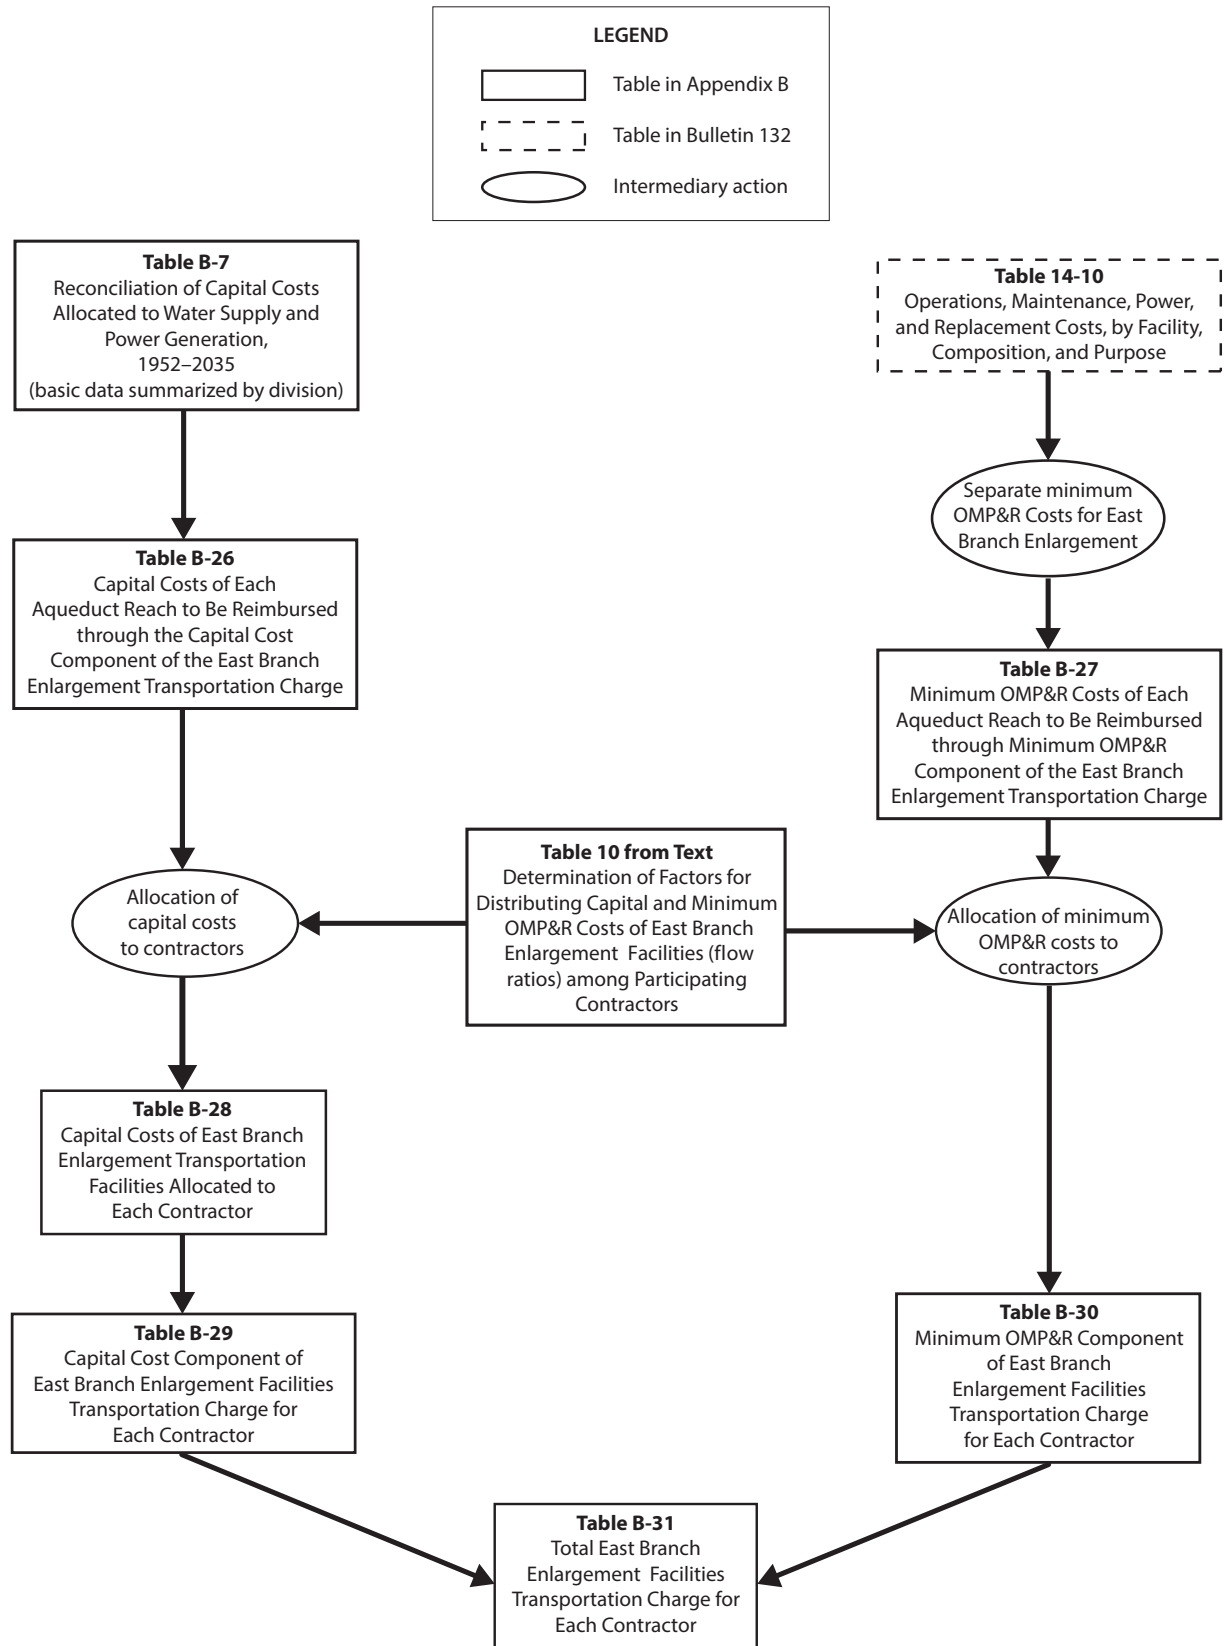 LEGEND
Table in Appendix B
Table in Bulletin 132
Intermediary action
Table B-7
Reconciliation of Capital Costs
Allocated to Water Supply and
Power Generation,
1952–2035
(basic data summarized by division)
Table 14-10
Operations, Maintenance, Power,
and Replacement Costs, by Facility,
Composition, and Purpose
Separate minimum
OMP&R Costs for East
Branch Enlargement
Table B-26
Capital Costs of Each
Aqueduct Reach to Be Reimbursed
through the Capital Cost
Component of the East Branch
Enlargement Transportation Charge
Table B-27
Minimum OMP&R Costs of Each
Aqueduct Reach to Be Reimbursed
through Minimum OMP&R
Component of the East Branch
Enlargement Transportation Charge
Table 10 from Text
Determination of Factors for
Distributing Capital and Minimum
OMP&R Costs of East Branch
Enlargement Facilities (flow
ratios) among Participating
Contractors
Allocation of
capital costs
to contractors
Allocation of minimum
OMP&R costs to
contractors
Table B-28
Capital Costs of East Branch
Enlargement Transportation
Facilities Allocated to
Each Contractor
Table B-29
Capital Cost Component of
East Branch Enlargement Facilities
Transportation Charge for
Each Contractor
Table B-30
Minimum OMP&R Component
of East Branch
Enlargement Facilities
Transportation Charge
for Each Contractor
Table B-31
Total East Branch
Enlargement Facilities
Transportation Charge for
Each Contractor